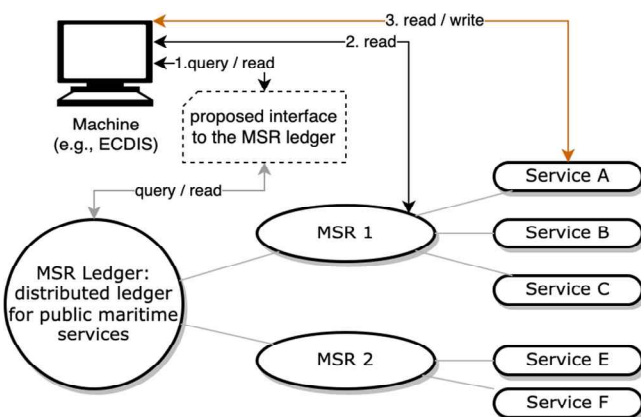 3. read / write
2. read
1.query / read
Machine
(e.g., ECDIS)
proposed interface
to the MSR ledger
query / read
Service A
MSR 1
Service B
MSR Ledger:
distributed ledger
for public maritime
services
Service C
MSR 2
Service E
Service F